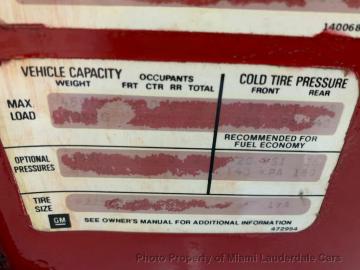 140068
VEHICLE CAPACITY
WEIGHT
OCCUPANTS
FRT CTR RR TOTAL
COLD TIRE PRESSURE
FRONT REAR
MAX.
LOAD
RECOMMENDED FOR
FUEL ECONOMY
OPTIONAL
PRESSURES
TIRE
SIZE
GM
SEE OWNER'S MANUAL FOR ADDITIONAL INFORMATION
472994
Photo Property of Miami Lauderdale Cars